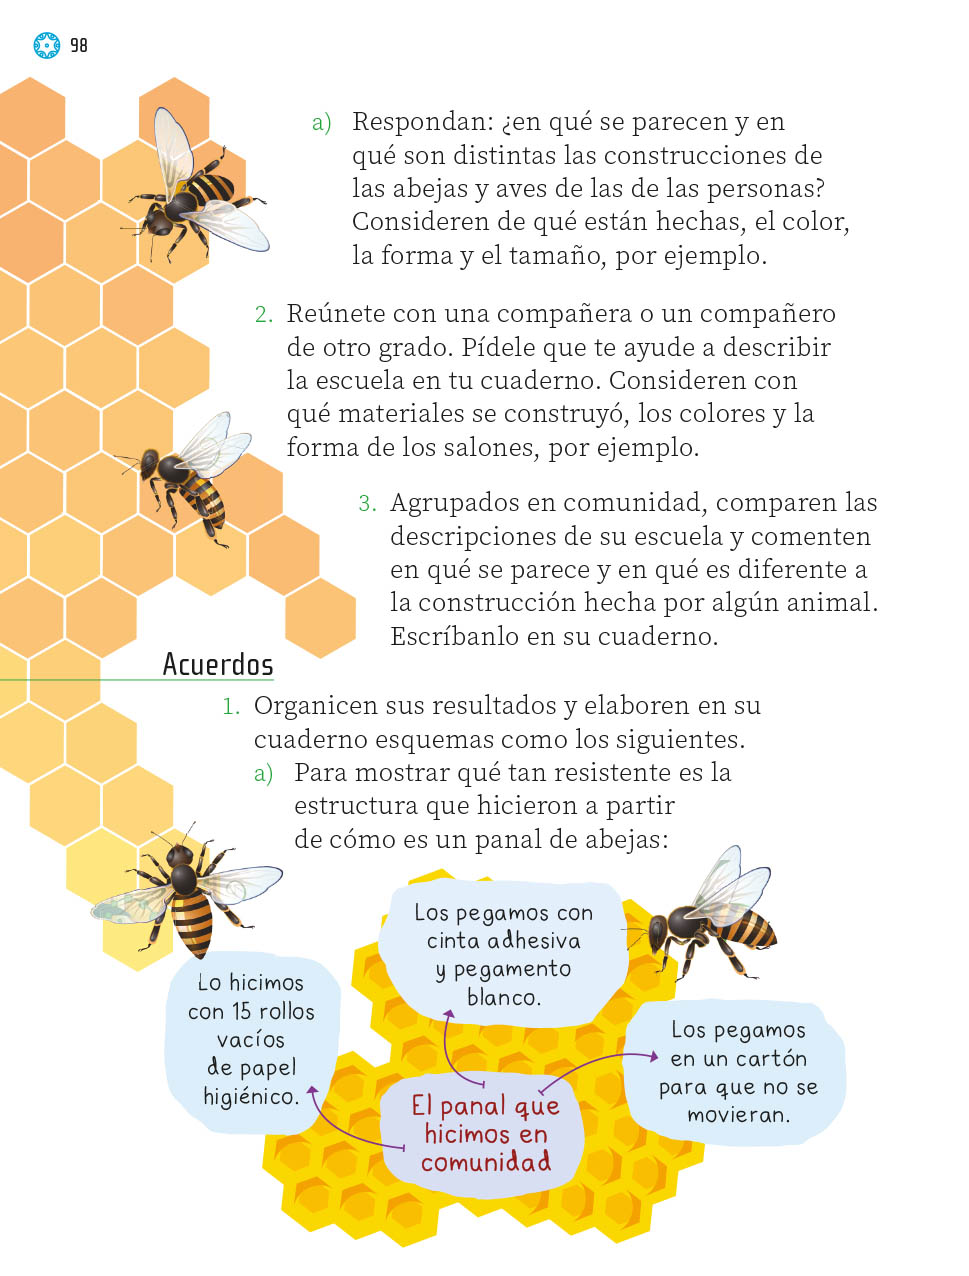 98
a) Respondan: ¿en qué se parecen y en
qué son distintas las construcciones de
las abejas y aves de las de las personas?
Consideren de qué están hechas, el color,
la forma y el tamaño, por ejemplo.
2. Reúnete con una compañera o un compañero
de otro grado. Pídele que te ayude a describir
la escuela en tu cuaderno. Consideren con
qué materiales se construyó, los colores y la
forma de los salones, por ejemplo.
3. Agrupados en comunidad, comparen las
descripciones de su escuela y comenten
en qué se parece y en qué es diferente a
la construcción hecha por algún animal.
Escríbanlo en su cuaderno.
Acuerdos
1. Organicen sus resultados y elaboren en su
cuaderno esquemas como los siguientes.
a) Para mostrar qué tan resistente es la
estructura que hicieron a partir
de cómo es un panal de abejas:
Los pegamos con
cinta adhesiva
y pegamento
blanco.
Lo hicimos
con 15 rollos
vacíos
de papel
higiénico.
Los pegamos
en un cartón
para que no se
movieran.
El panal que
hicimos en
comunidad